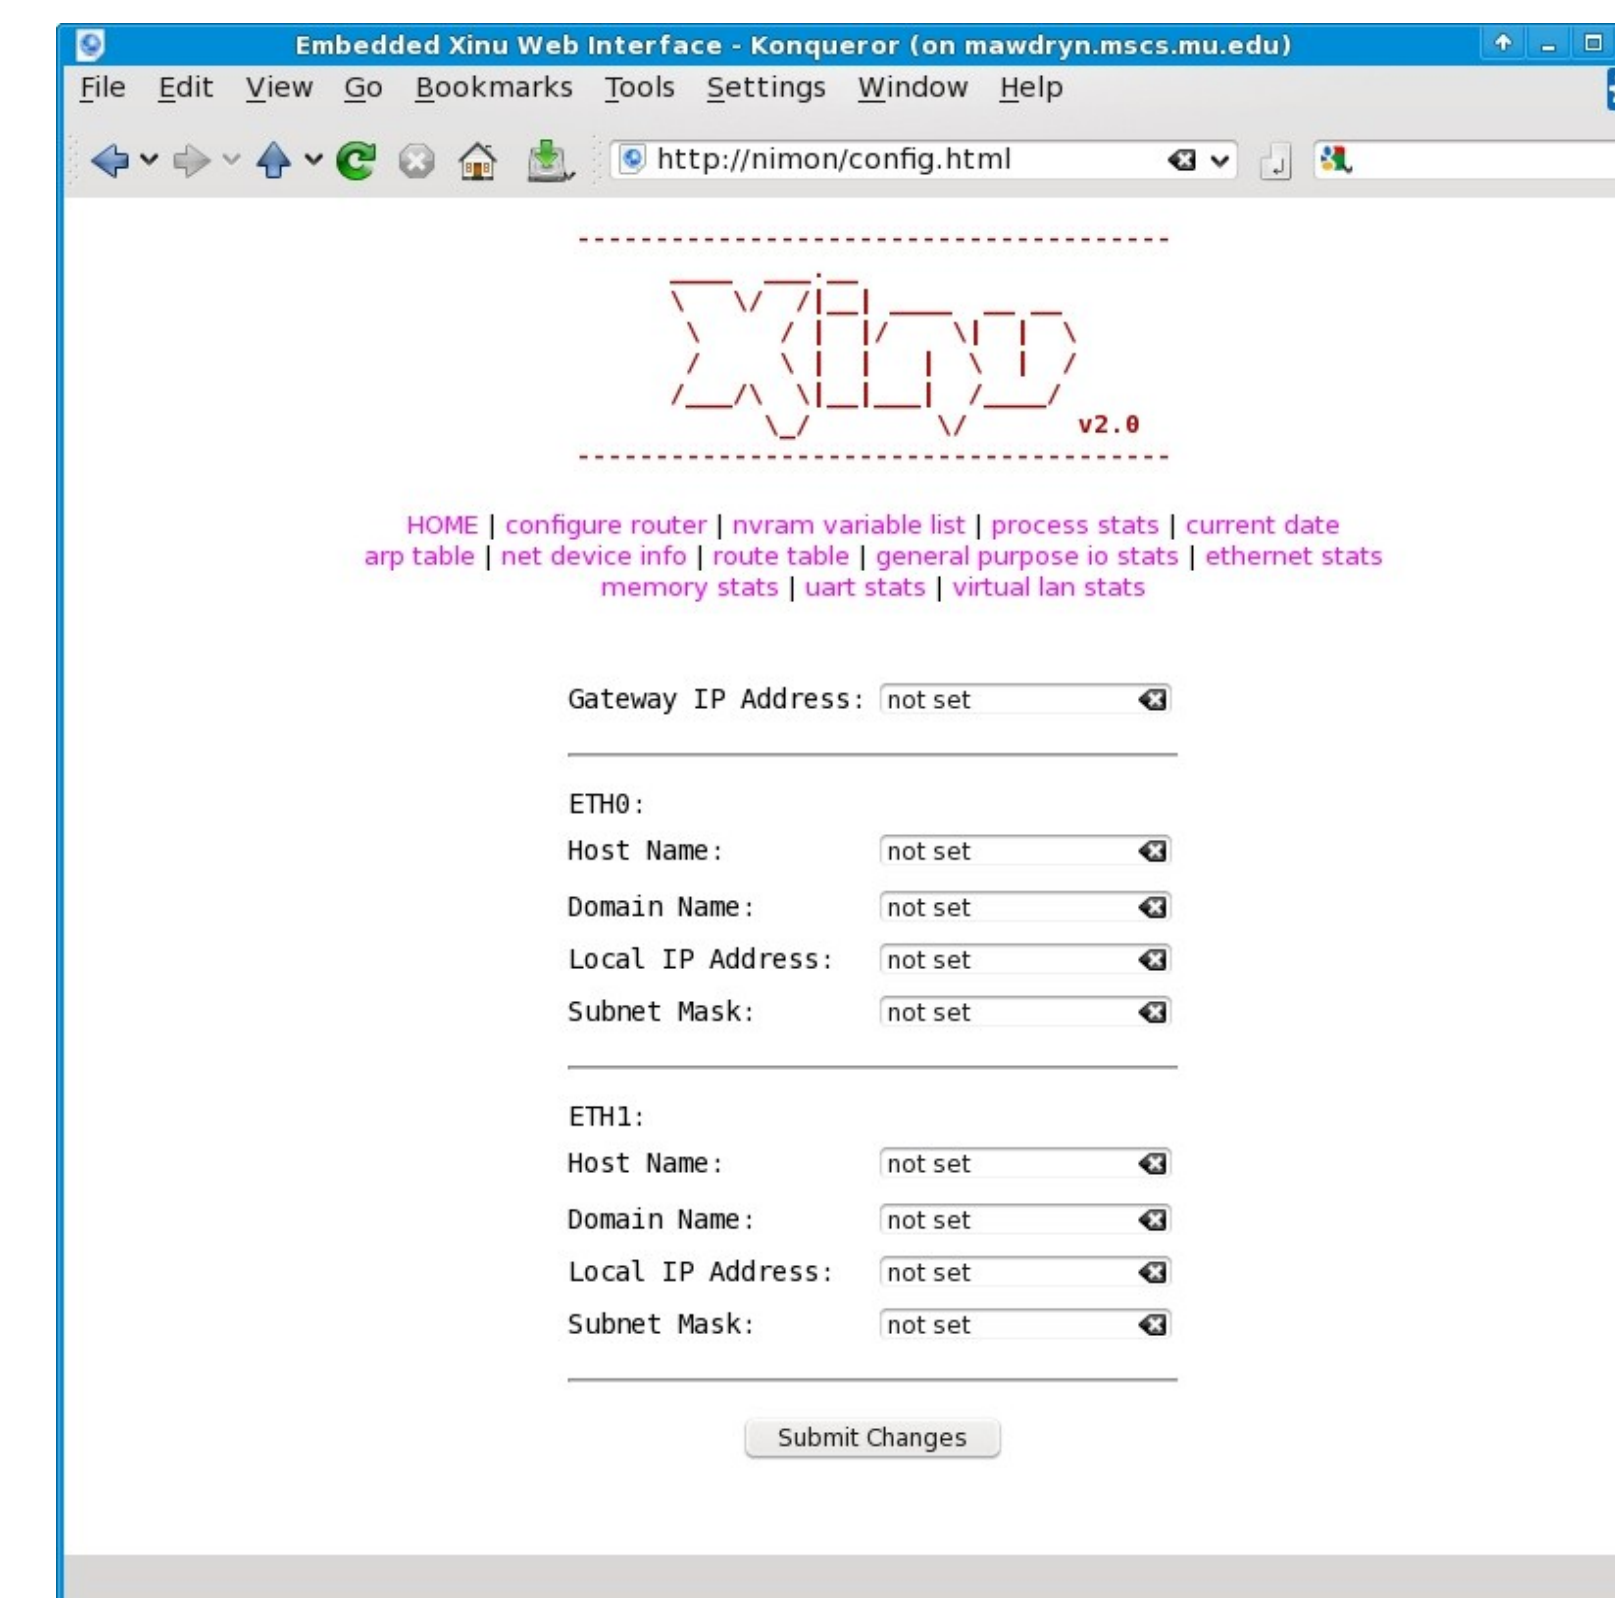 Embedded Xinu Web Interface - Konqueror (on mawdryn.mscs.mu.edu)
File Edit View Go Bookmarks Tools Settings Window Help
http://nimon/config.html
Xinu
v2.0
HOME | configure router | nvram variable list | process stats | current date
arp table | net device info | route table | general purpose io stats | ethernet stats
memory stats | uart stats | virtual lan stats
Gateway IP Address: not set
ETH0:
Host Name: not set
Domain Name: not set
Local IP Address: not set
Subnet Mask: not set
ETH1:
Host Name: not set
Domain Name: not set
Local IP Address: not set
Subnet Mask: not set
Submit Changes